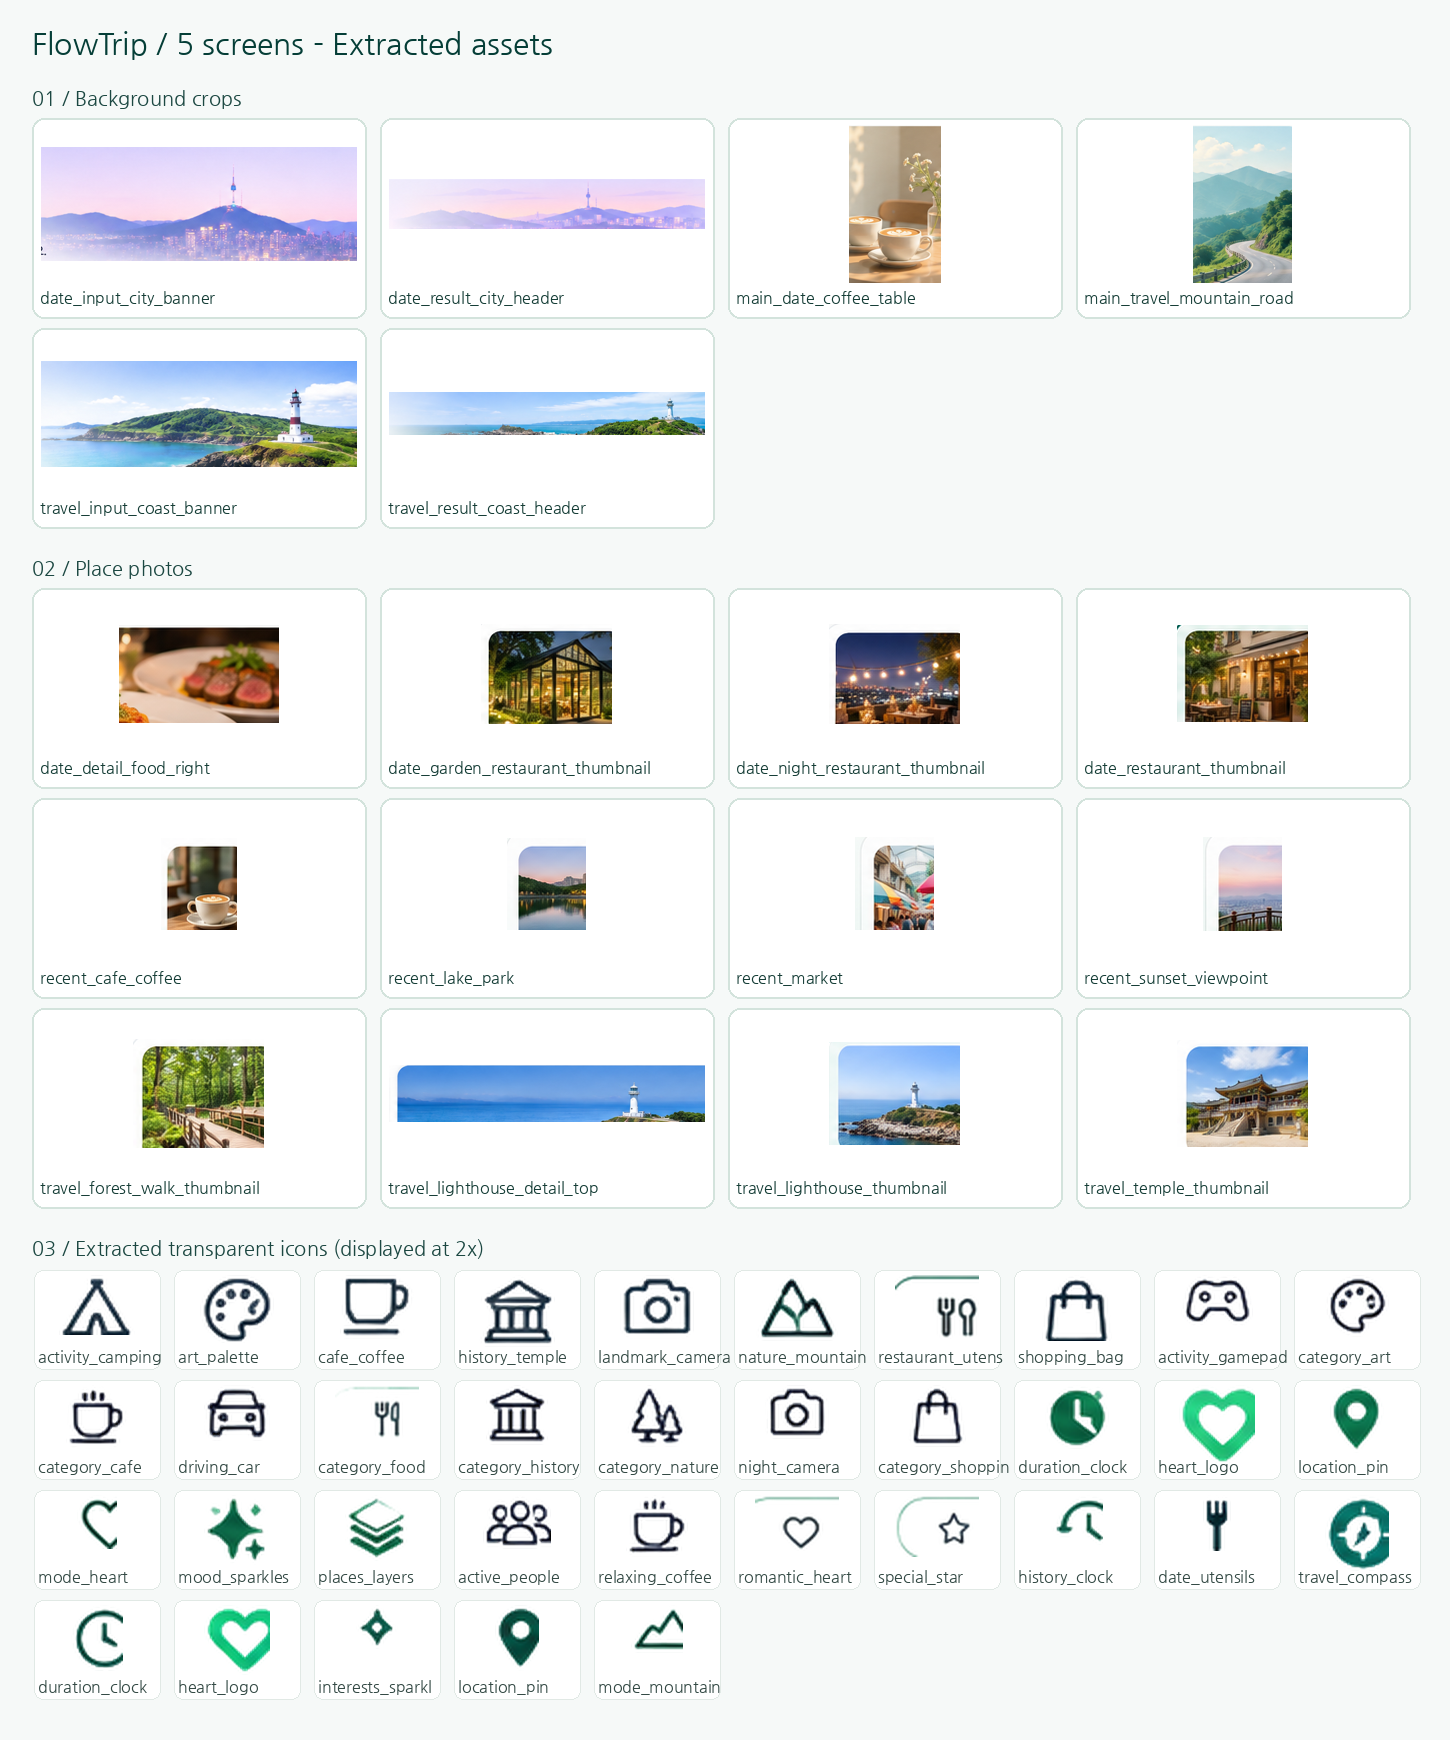 FlowTrip / 5 screens - Extracted assets
01 / Background crops
date_input_city_banner
date_result_city_header
main_date_coffee_table
main_travel_mountain_road
travel_input_coast_banner
travel_result_coast_header
02 / Place photos
date_detail_food_right
date_garden_restaurant_thumbnail
date_night_restaurant_thumbnail
date_restaurant_thumbnail
recent_cafe_coffee
recent_lake_park
recent_market
recent_sunset_viewpoint
travel_forest_walk_thumbnail
travel_lighthouse_detail_top
travel_lighthouse_thumbnail
travel_temple_thumbnail
03 / Extracted transparent icons (displayed at 2x)
activity_camping
art_palette
cafe_coffee
history_temple
landmark_camera
nature_mountain
restaurant_utens
shopping_bag
activity_gamepad
category_art
category_cafe
driving_car
category_food
category_history
category_nature
night_camera
category_shoppin
duration_clock
heart_logo
location_pin
mode_heart
mood_sparkles
places_layers
active_people
relaxing_coffee
romantic_heart
special_star
history_clock
date_utensils
travel_compass
duration_clock
heart_logo
interests_sparkl
location_pin
mode_mountain